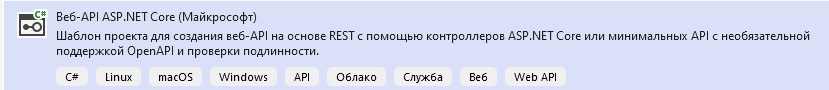 C#
Веб-API ASP.NET Core (Майкрософт)
Шаблон проекта для создания веб-API на основе REST с помощью контроллеров ASP.NET Core или минимальных API с необязательной
поддержкой OpenAPI и проверки подлинности.
C# Linux macOS Windows API Облако Служба Веб Web API